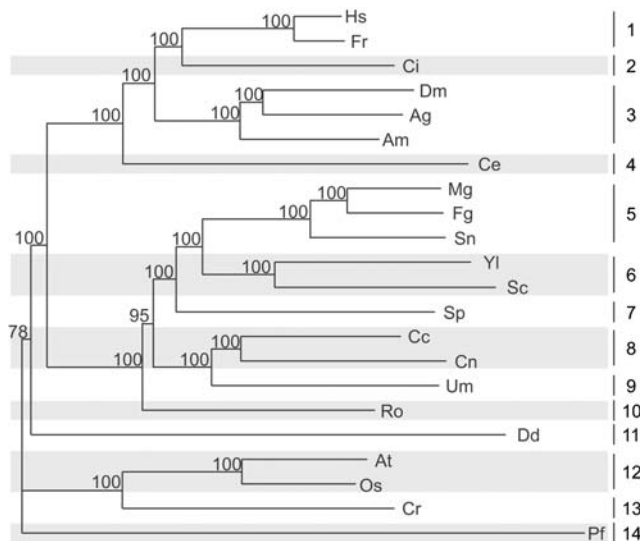 100 Hs 1
100 Fr
100 Ci 2
100 Dm 3
100 Ag
Am
100 Ce 4
100 Mg 5
100 Fg
Sn
100 Yl 6
100 Sc
100 Sp 7
95
100 Cc 8
100 Cn
100 Um 9
100 Ro 10
78 Dd 11
100 At 12
100 Os
Cr 13
Pf 14